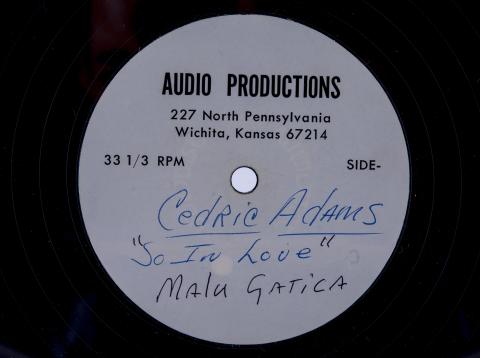 AUDIO PRODUCTIONS
227 North Pennsylvania
Wichita, Kansas 67214
33 1/3 RPM SIDE-
Cedric Adams
"So In Love"
Malu Gatica